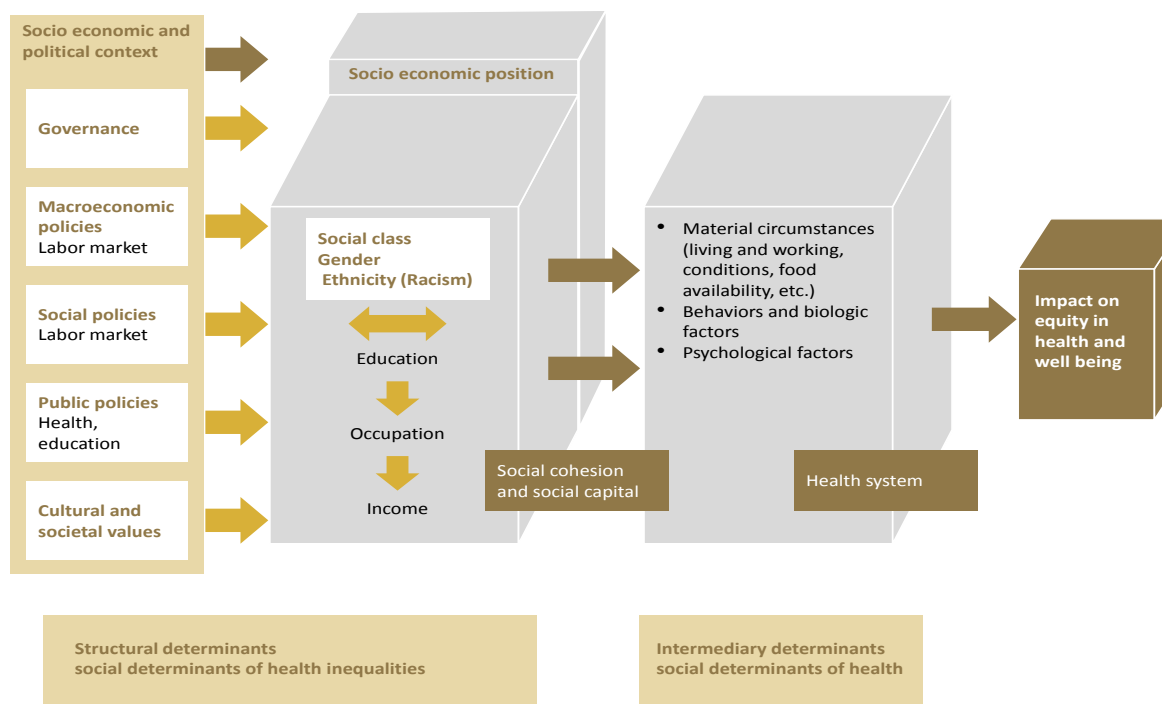 Socio economic and
political context
Governance
Macroeconomic
policies
Labor market
Social policies
Labor market
Public policies
Health,
education
Cultural and
societal values
Socio economic position
Social class
Gender
Ethnicity (Racism)
Education
Occupation
Income
Social cohesion
and social capital
• Material circumstances
(living and working,
conditions, food
availability, etc.)
• Behaviors and biologic
factors
• Psychological factors
Health system
Impact on
equity in
health and
well being
Structural determinants
social determinants of health inequalities
Intermediary determinants
social determinants of health